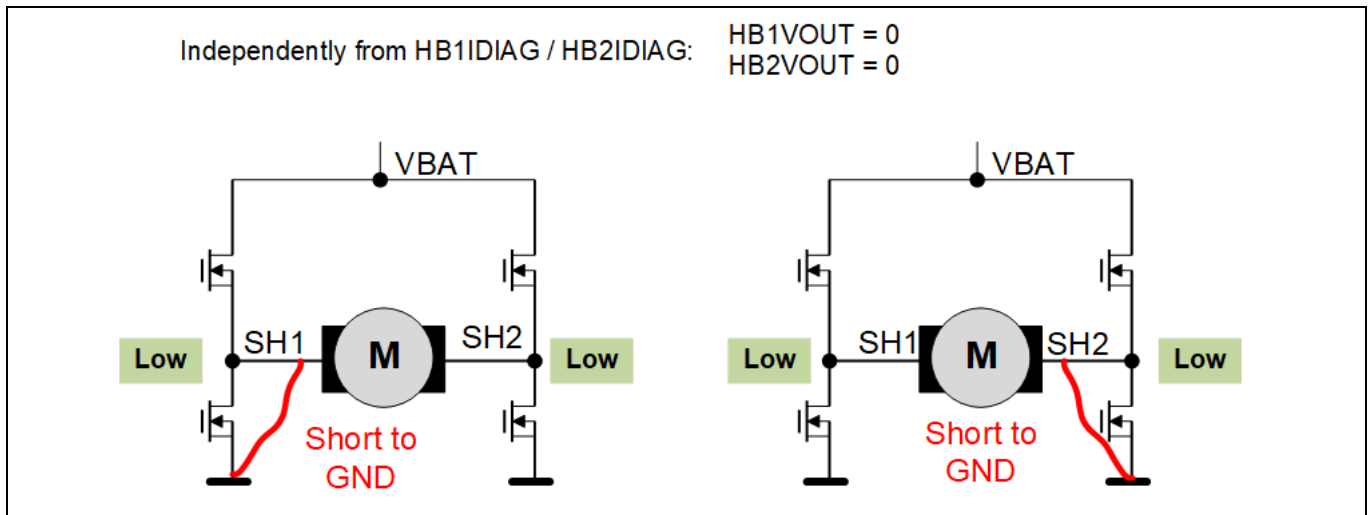 Independently from HB1IDIAG / HB2IDIAG:
HB1VOUT = 0
HB2VOUT = 0
VBAT
SH1
M
SH2
Low
Low
Short to
GND
VBAT
SH1
M
SH2
Low
Low
Short to
GND